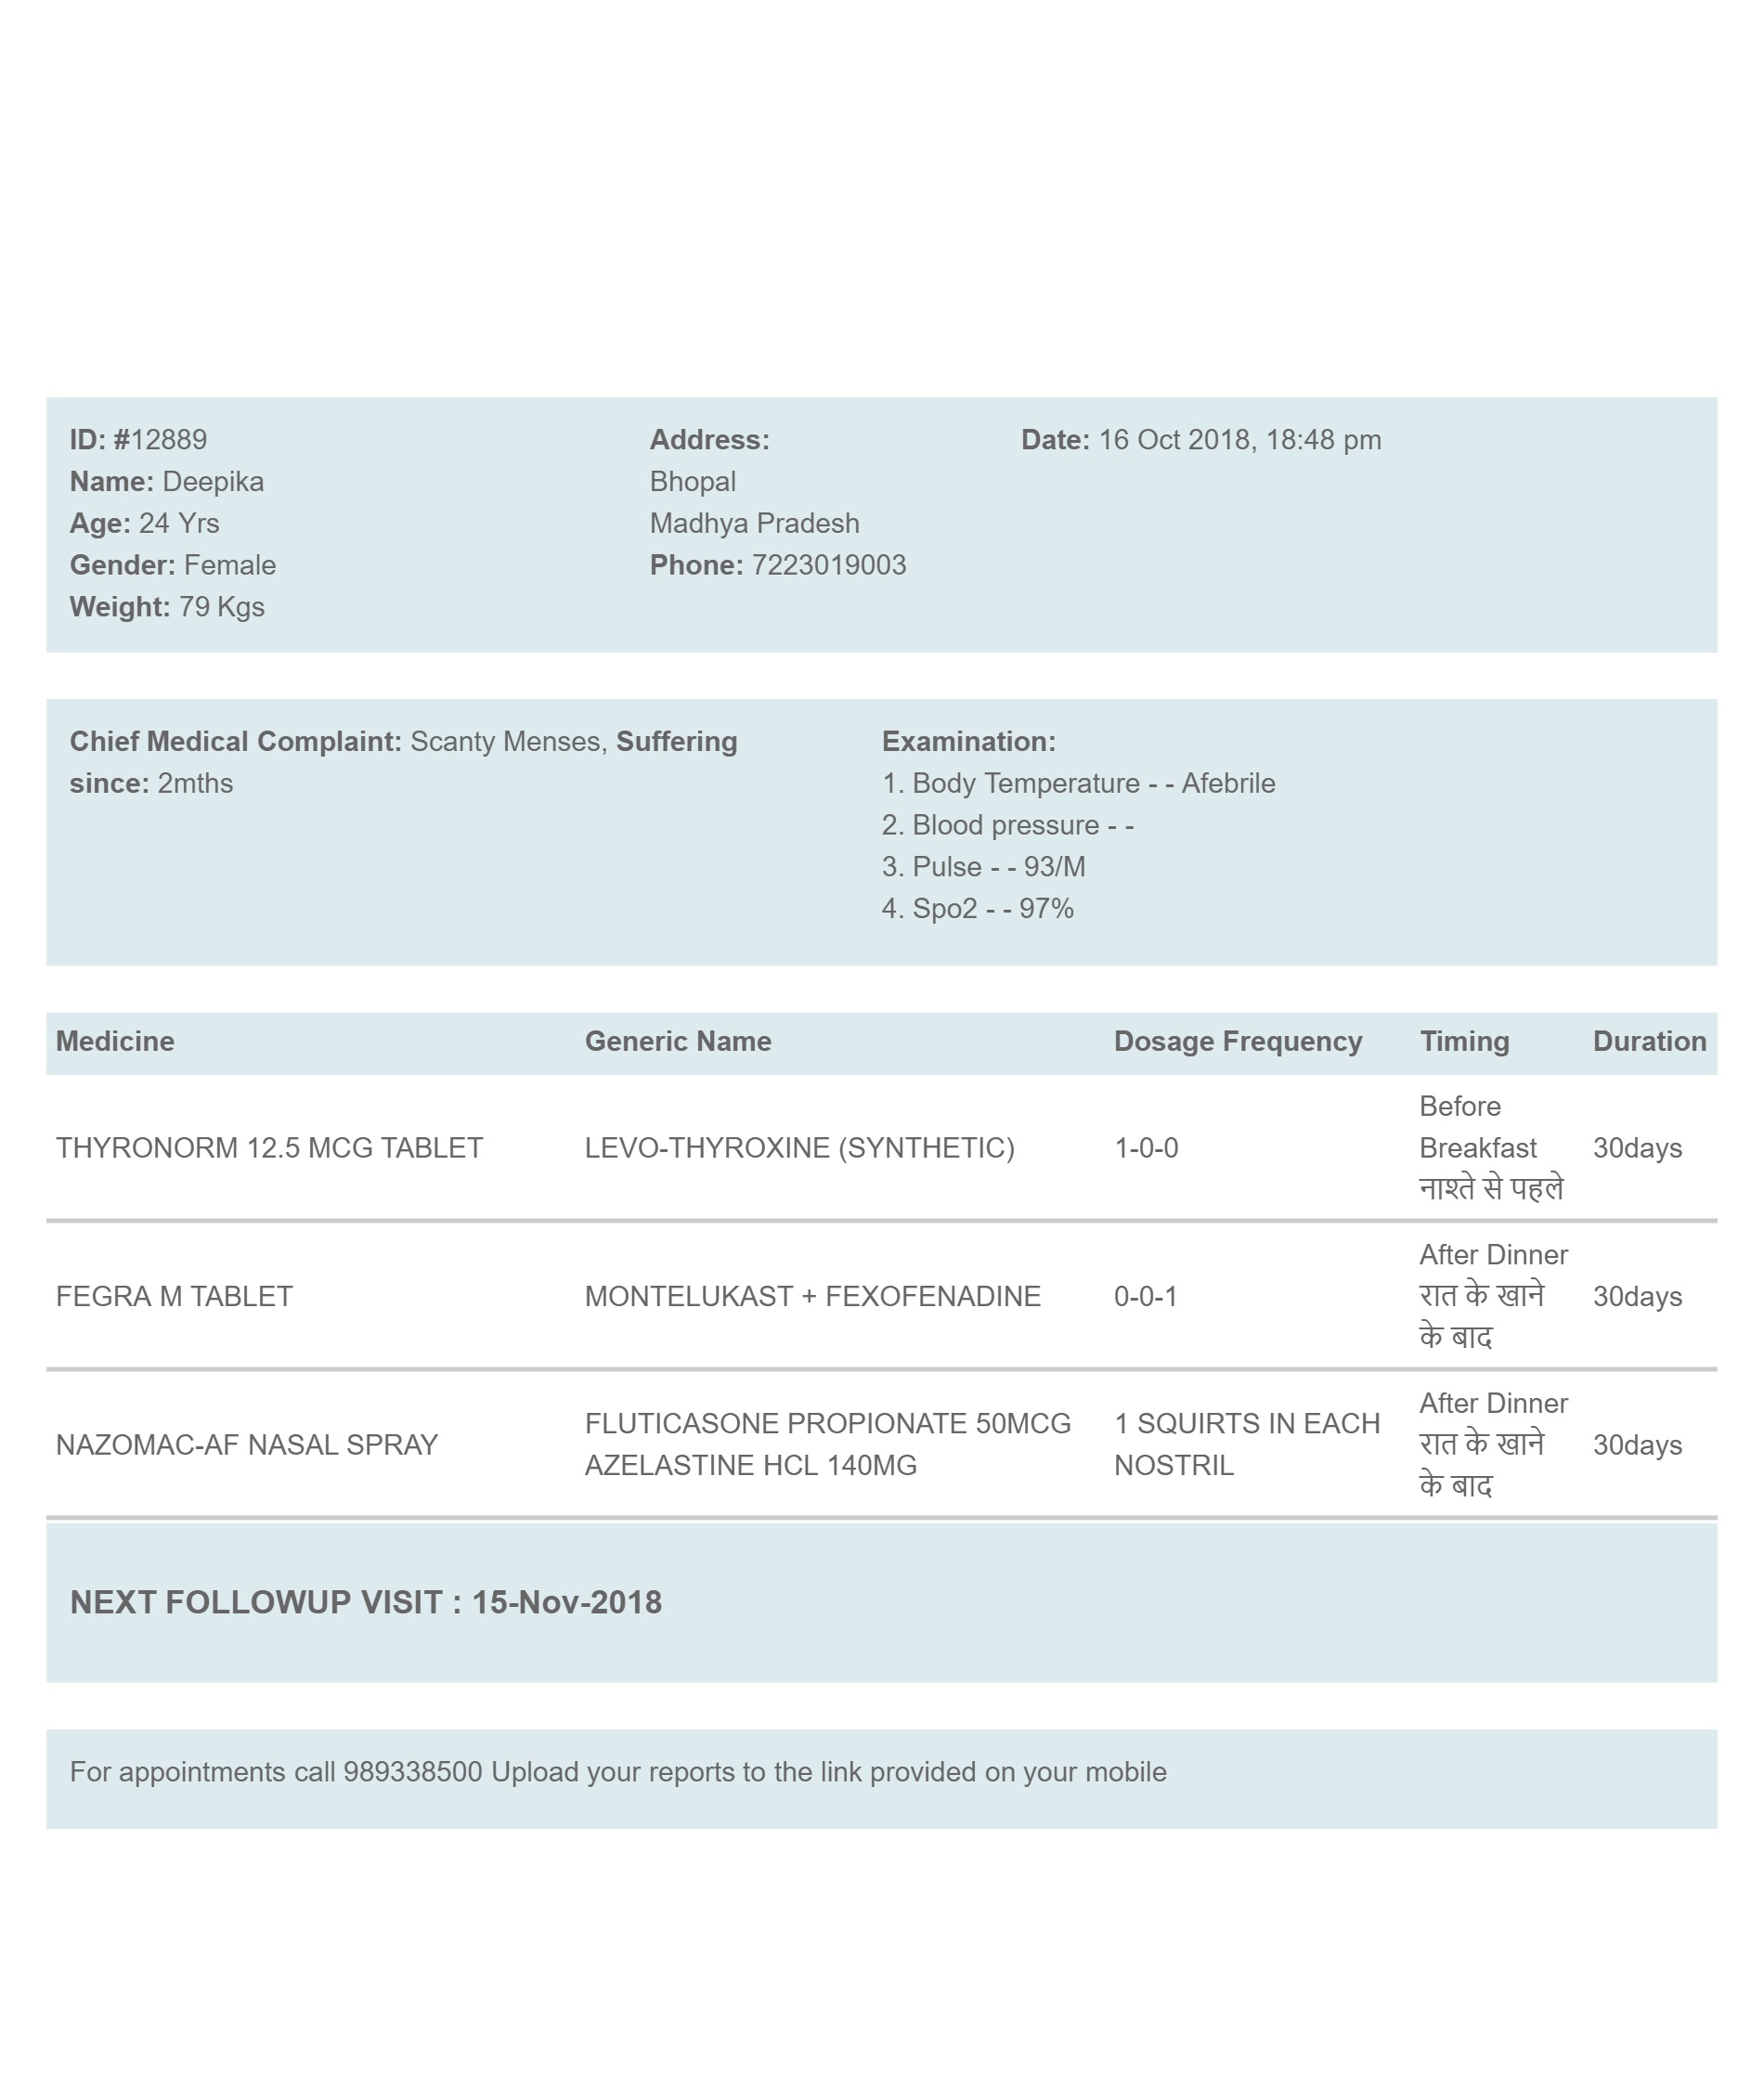 ID: #12889
Name: Deepika
Age: 24 Yrs
Gender: Female
Weight: 79 Kgs
Address:
Bhopal
Madhya Pradesh
Phone: 7223019003
Date: 16 Oct 2018, 18:48 pm
Chief Medical Complaint: Scanty Menses, Suffering
since: 2mths
Examination:
1. Body Temperature - - Afebrile
2. Blood pressure - -
3. Pulse - - 93/M
4. Spo2 - - 97%
Medicine Generic Name Dosage Frequency Timing Duration
THYRONORM 12.5 MCG TABLET
LEVO-THYROXINE (SYNTHETIC)
1-0-0
Before
Breakfast
नाश्ते से पहले
30days
FEGRA M TABLET
MONTELUKAST + FEXOFENADINE
0-0-1
After Dinner
रात के खाने
के बाद
30days
NAZOMAC-AF NASAL SPRAY
FLUTICASONE PROPIONATE 50MCG
AZELASTINE HCL 140MG
1 SQUIRTS IN EACH
NOSTRIL
After Dinner
रात के खाने
के बाद
30days
NEXT FOLLOWUP VISIT : 15-Nov-2018
For appointments call 989338500 Upload your reports to the link provided on your mobile